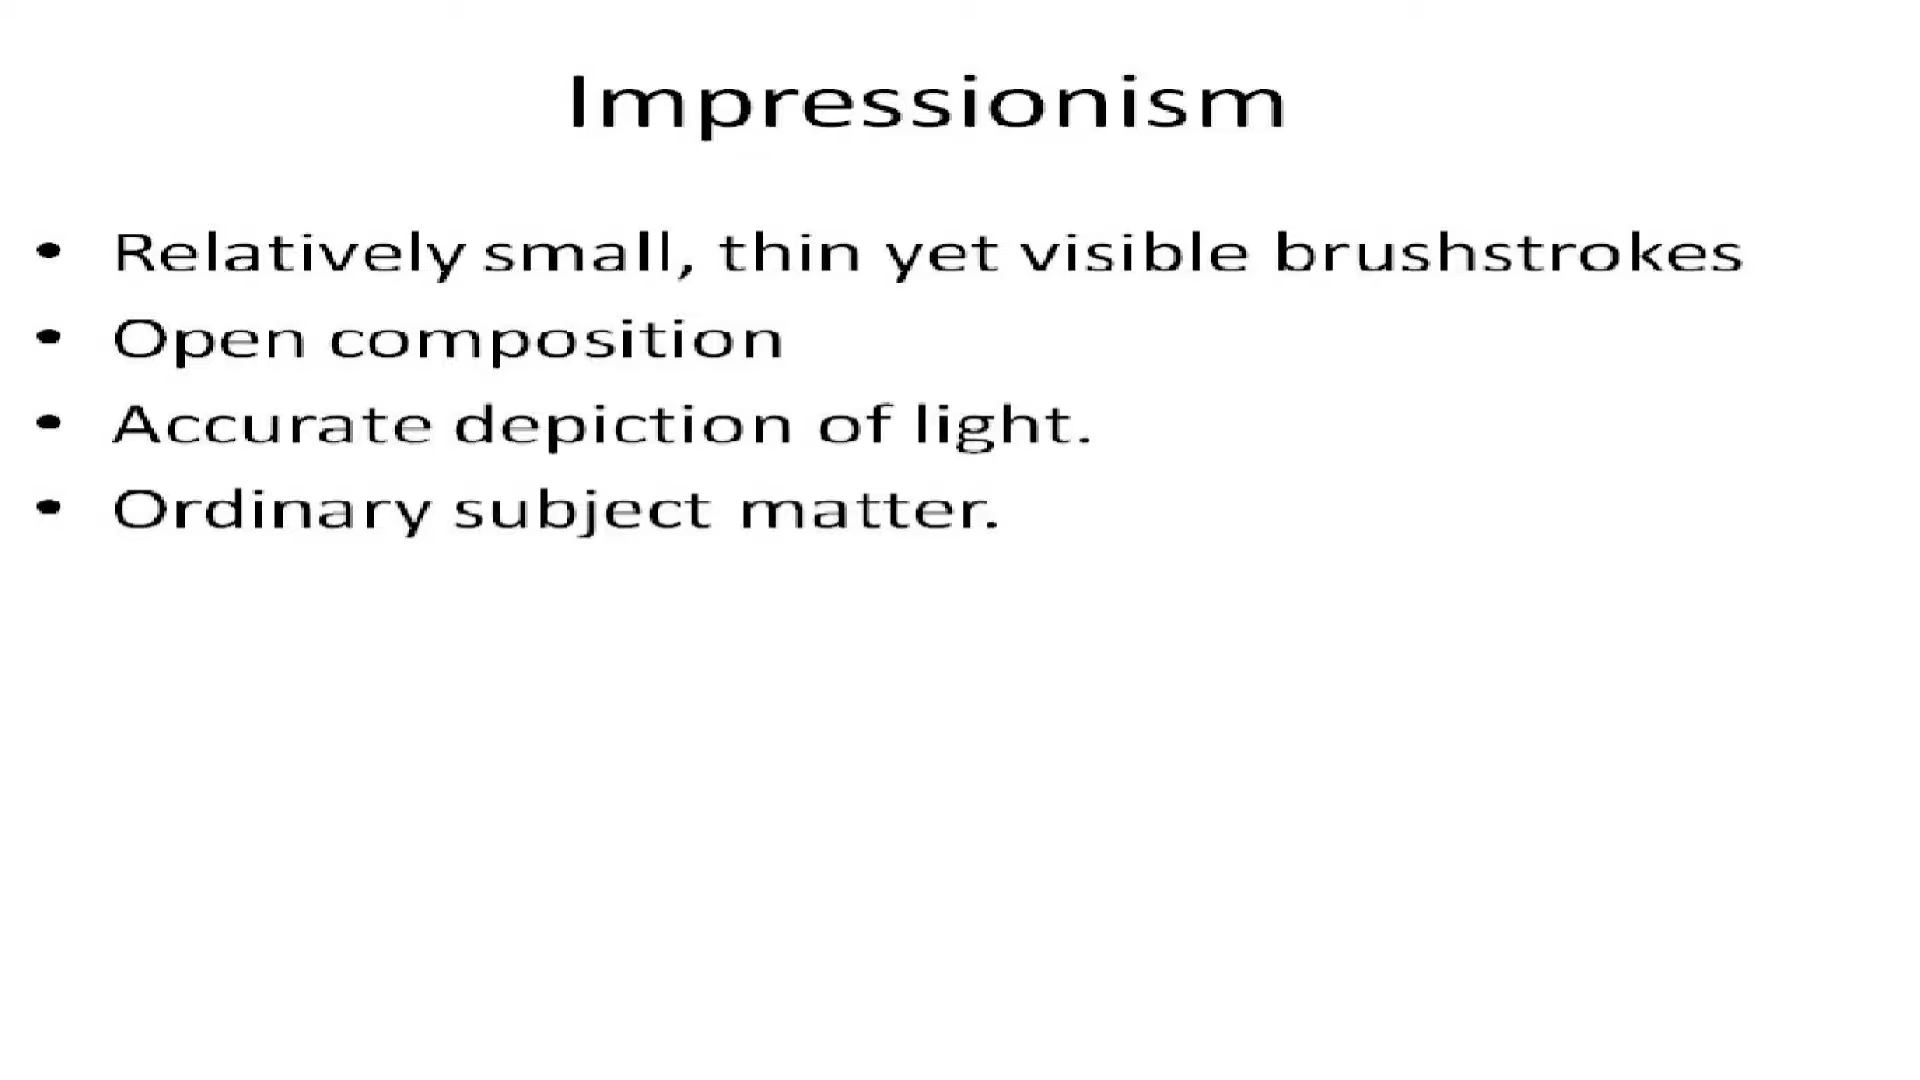 Impressionism
• Relatively small, thin yet visible brushstrokes
• Open composition
• Accurate depiction of light.
• Ordinary subject matter.